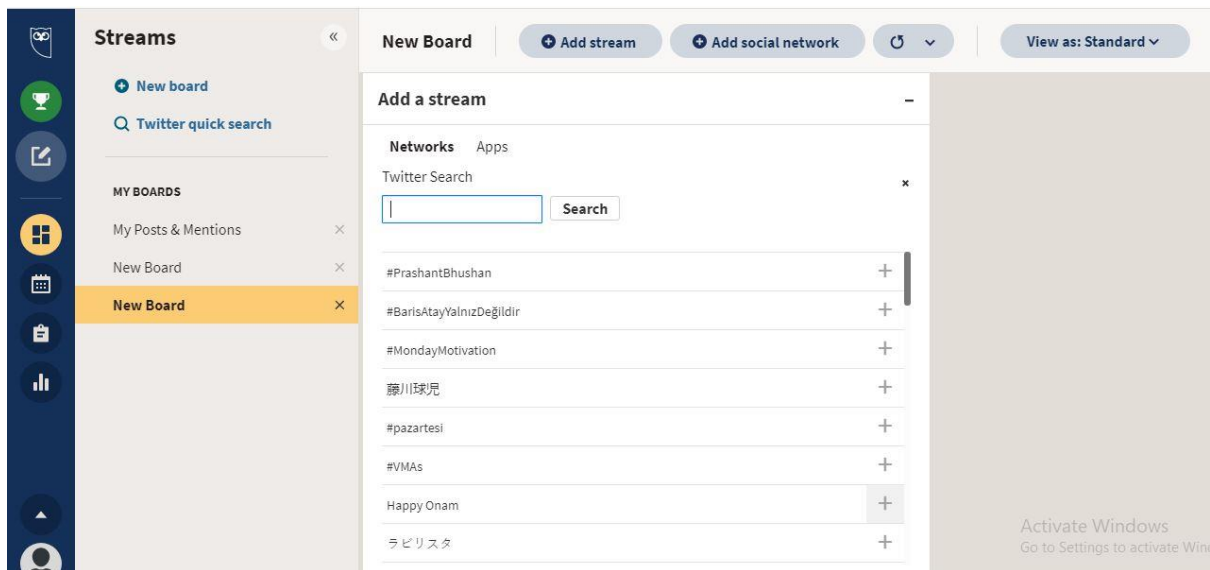 Streams
«
New board
Twitter quick search
MY BOARDS
My Posts & Mentions
New Board
New Board
New Board
Add stream
Add social network
View as: Standard
Add a stream
Networks Apps
Twitter Search
Search
#PrashantBhushan
#BarisAtayYalnızDeğildir
#MondayMotivation
藤川球児
#pazartesi
#VMAs
Happy Onam
ラビリスタ
Activate Windows
Go to Settings to activate Win